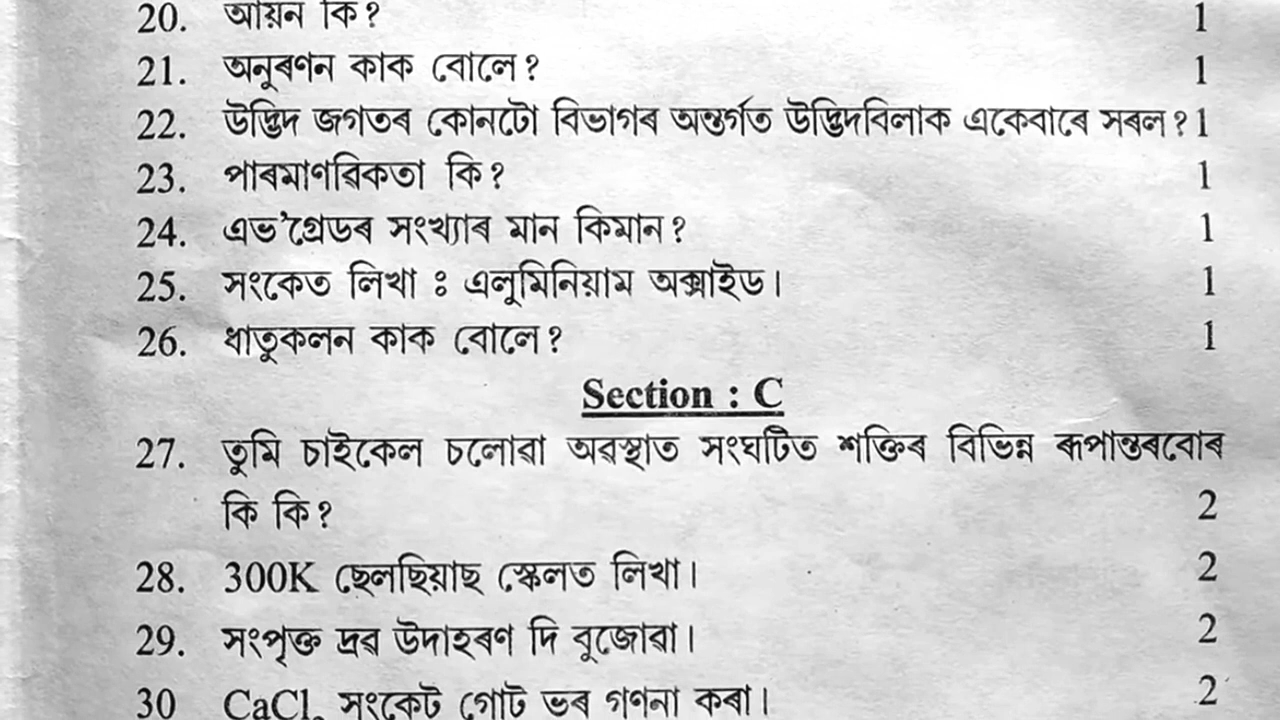 20. আয়ন কি? 1
21. অনুৰণন কাক বোলে? 1
22. উদ্ভিদ জগতৰ কোনটো বিভাগৰ অন্তৰ্গত উদ্ভিদবিলাক একেবাৰে সৰল? 1
23. পাৰমাণৱিকতা কি? 1
24. এভ'গ্ৰেডৰ সংখ্যাৰ মান কিমান? 1
25. সংকেত লিখা ঃ এলুমিনিয়াম অক্সাইড। 1
26. ধাতুকলন কাক বোলে? 1
Section : C
27. তুমি চাইকেল চলোৱা অৱস্থাত সংঘটিত শক্তিৰ বিভিন্ন ৰূপান্তৰবোৰ
কি কি? 2
28. 300K ছেলছিয়াছ স্কেলত লিখা। 2
29. সংপৃক্ত দ্ৰৱ উদাহৰণ দি বুজোৱা। 2
30 CaCl₂ সংকেট গোট ভৰ গণনা কৰা। 2